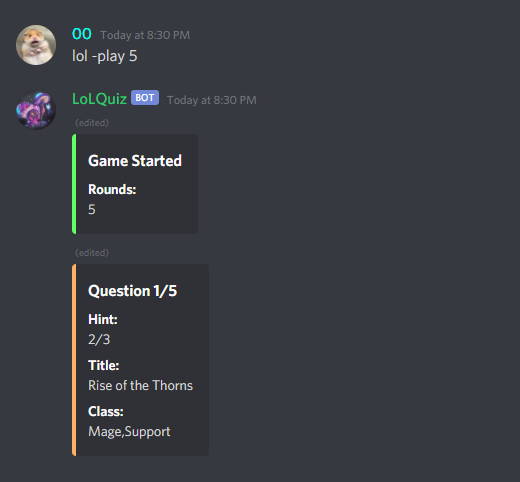 OO Today at 8:30 PM
lol -play 5
LoLQuiz BOT Today at 8:30 PM
(edited)
Game Started
Rounds:
5
(edited)
Question 1/5
Hint:
2/3
Title:
Rise of the Thorns
Class:
Mage,Support